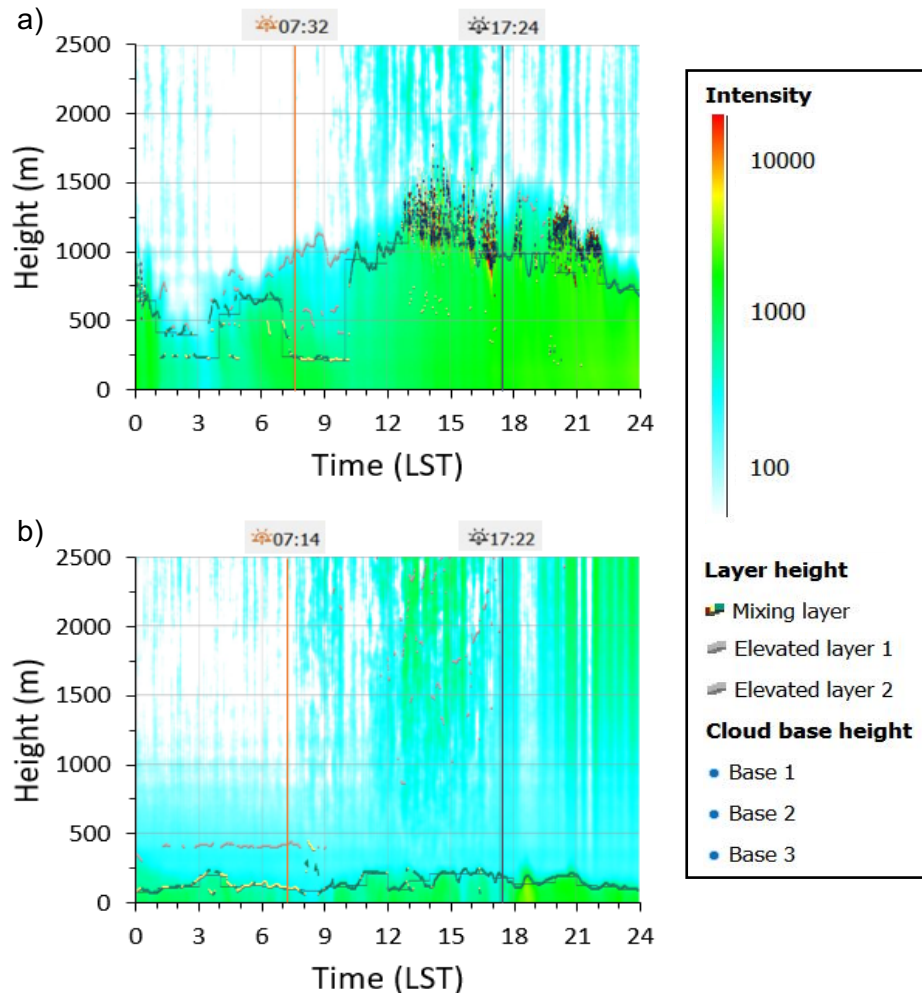 a)
07:32
17:24
2500
2000
1500
1000
500
0
Height (m)
0 3 6 9 12 15 18 21 24
Time (LST)
b)
07:14
17:22
2500
2000
1500
1000
500
0
Height (m)
0 3 6 9 12 15 18 21 24
Time (LST)
Intensity
10000
1000
100
Layer height
Mixing layer
Elevated layer 1
Elevated layer 2
Cloud base height
Base 1
Base 2
Base 3